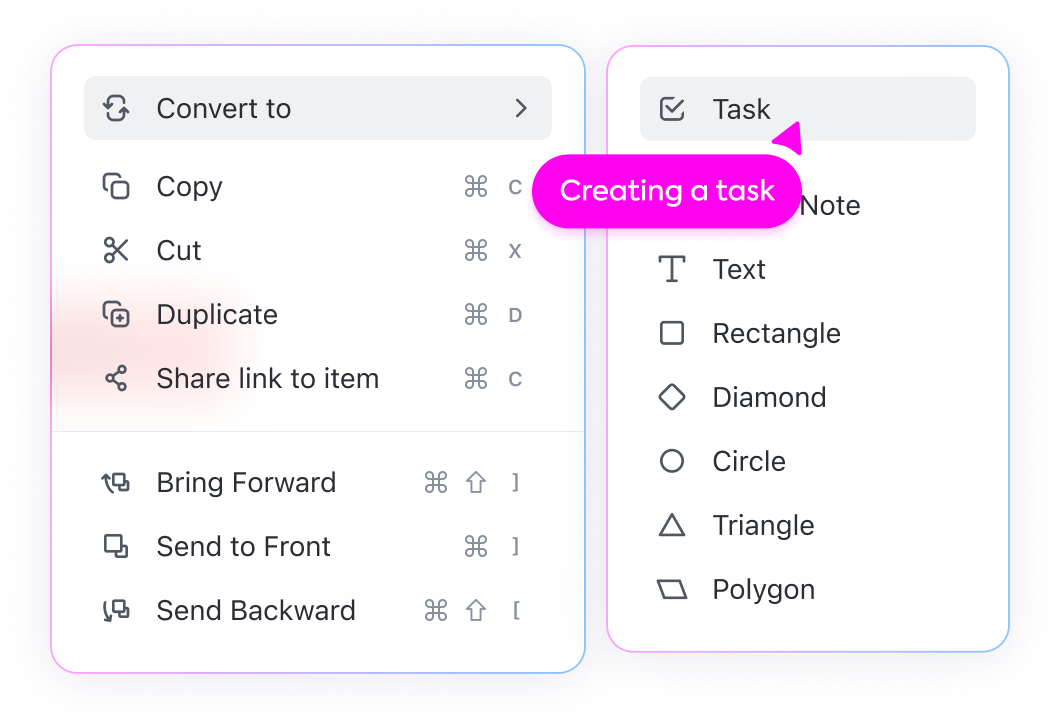 Convert to
Copy ⌘ C
Cut ⌘ X
Duplicate ⌘ D
Share link to item ⌘ C
Bring Forward ⌘ ⇧ ]
Send to Front ⌘ ]
Send Backward ⌘ ⇧ [
Task
Creating a task
Note
Text
Rectangle
Diamond
Circle
Triangle
Polygon